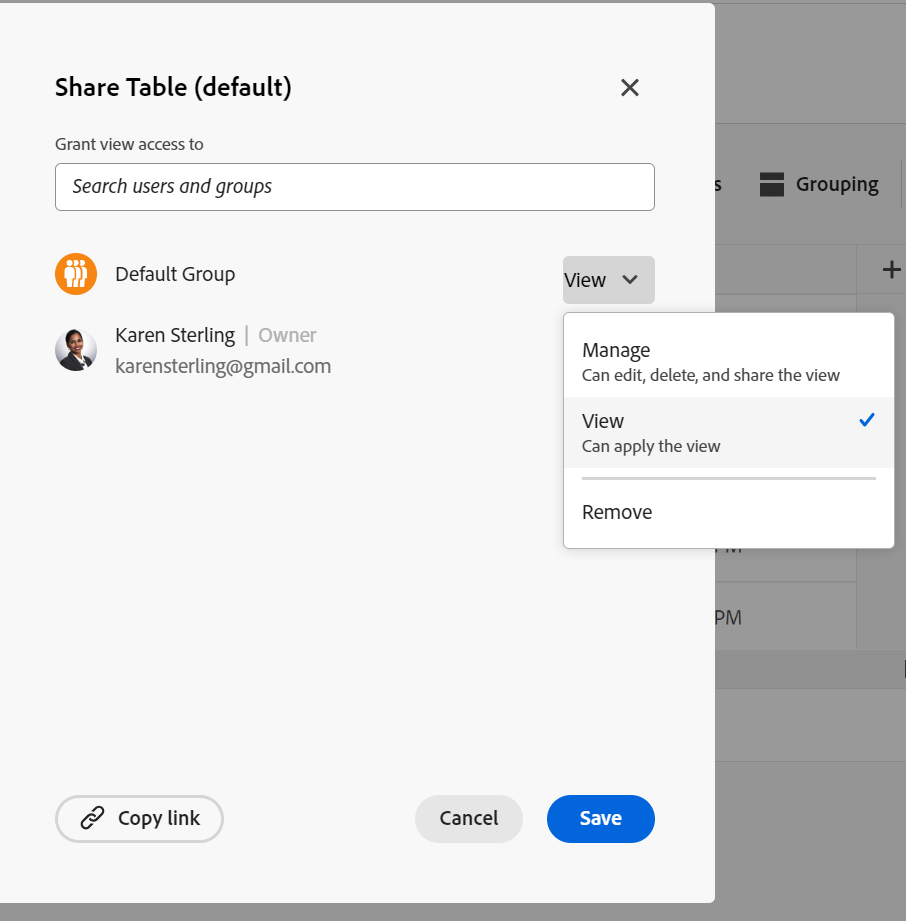 Share Table (default)
Grant view access to
Search users and groups
s
Grouping
Default Group
View
Karen Sterling | Owner
karensterling@gmail.com
Manage
Can edit, delete, and share the view
View
Can apply the view
Remove
PM
PM
Copy link
Cancel
Save